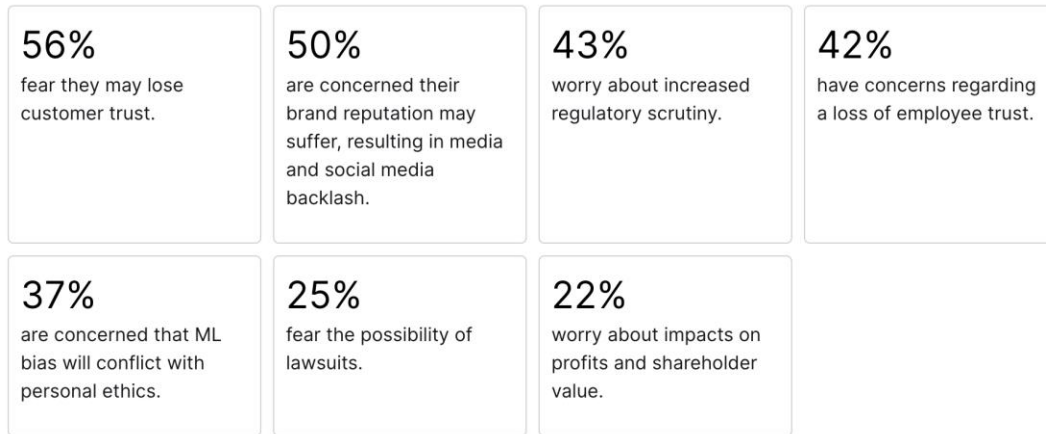 56%
fear they may lose
customer trust.
50%
are concerned their
brand reputation may
suffer, resulting in media
and social media
backlash.
43%
worry about increased
regulatory scrutiny.
42%
have concerns regarding
a loss of employee trust.
37%
are concerned that ML
bias will conflict with
personal ethics.
25%
fear the possibility of
lawsuits.
22%
worry about impacts on
profits and shareholder
value.